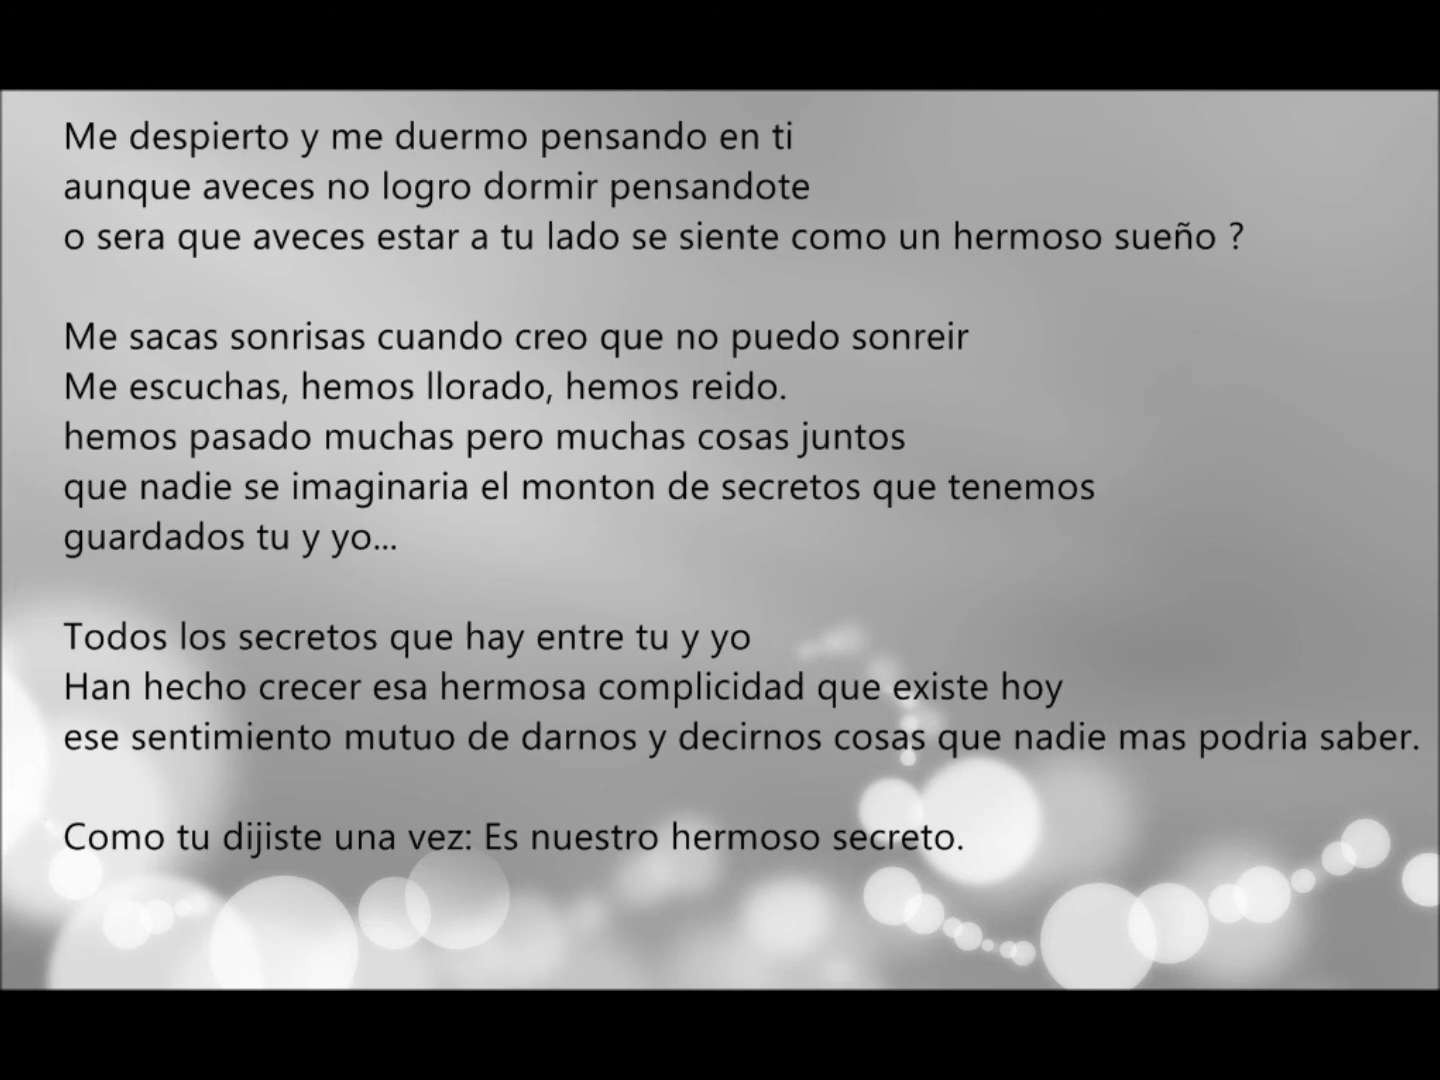 Me despierto y me duermo pensando en ti
aunque aveces no logro dormir pensandote
o sera que aveces estar a tu lado se siente como un hermoso sueño ?
Me sacas sonrisas cuando creo que no puedo sonreir
Me escuchas, hemos llorado, hemos reido.
hemos pasado muchas pero muchas cosas juntos
que nadie se imaginaria el monton de secretos que tenemos
guardados tu y yo...
Todos los secretos que hay entre tu y yo
Han hecho crecer esa hermosa complicidad que existe hoy
ese sentimiento mutuo de darnos y decirnos cosas que nadie mas podria saber.
Como tu dijiste una vez: Es nuestro hermoso secreto.